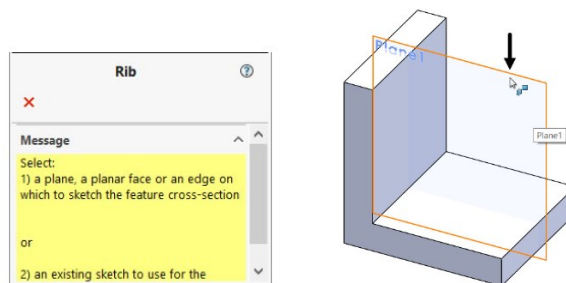 Rib
Message
Select:
1) a plane, a planar face or an edge on
which to sketch the feature cross-section
or
2) an existing sketch to use for the
Plane1
Plane1